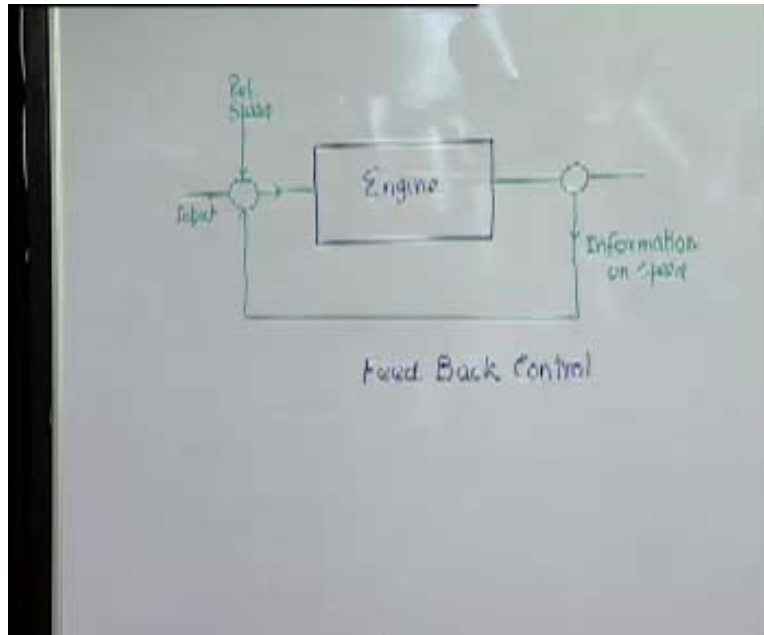 Ref
Speed
Engine
Input
Information
on speed
Feed Back Control